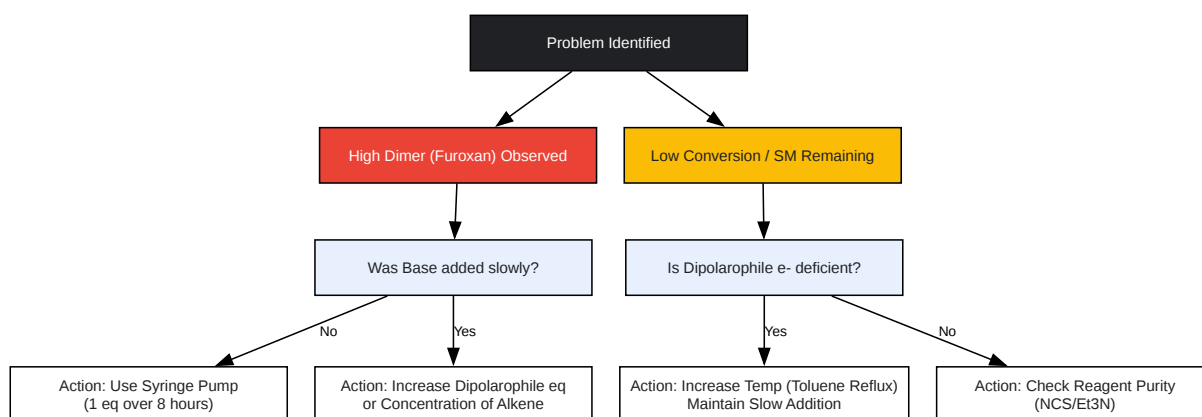 Problem Identified
High Dimer (Furoxan) Observed
Low Conversion / SM Remaining
Was Base added slowly?
Is Dipolarophile e- deficient?
No
Yes
Yes
No
Action: Use Syringe Pump
(1 eq over 8 hours)
Action: Increase Dipolarophile eq
or Concentration of Alkene
Action: Increase Temp (Toluene Reflux)
Maintain Slow Addition
Action: Check Reagent Purity
(NCS/Et3N)